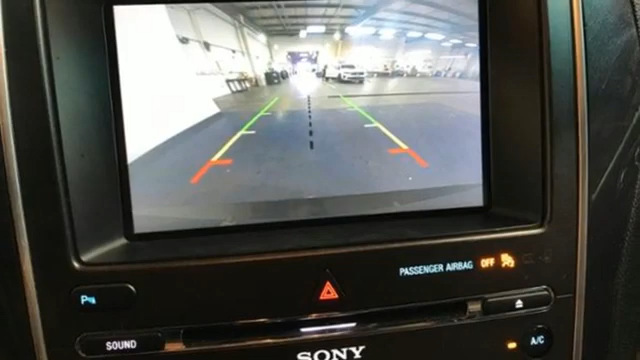 PASSENGER AIRBAG OFF
P
SOUND
SONY
A/C